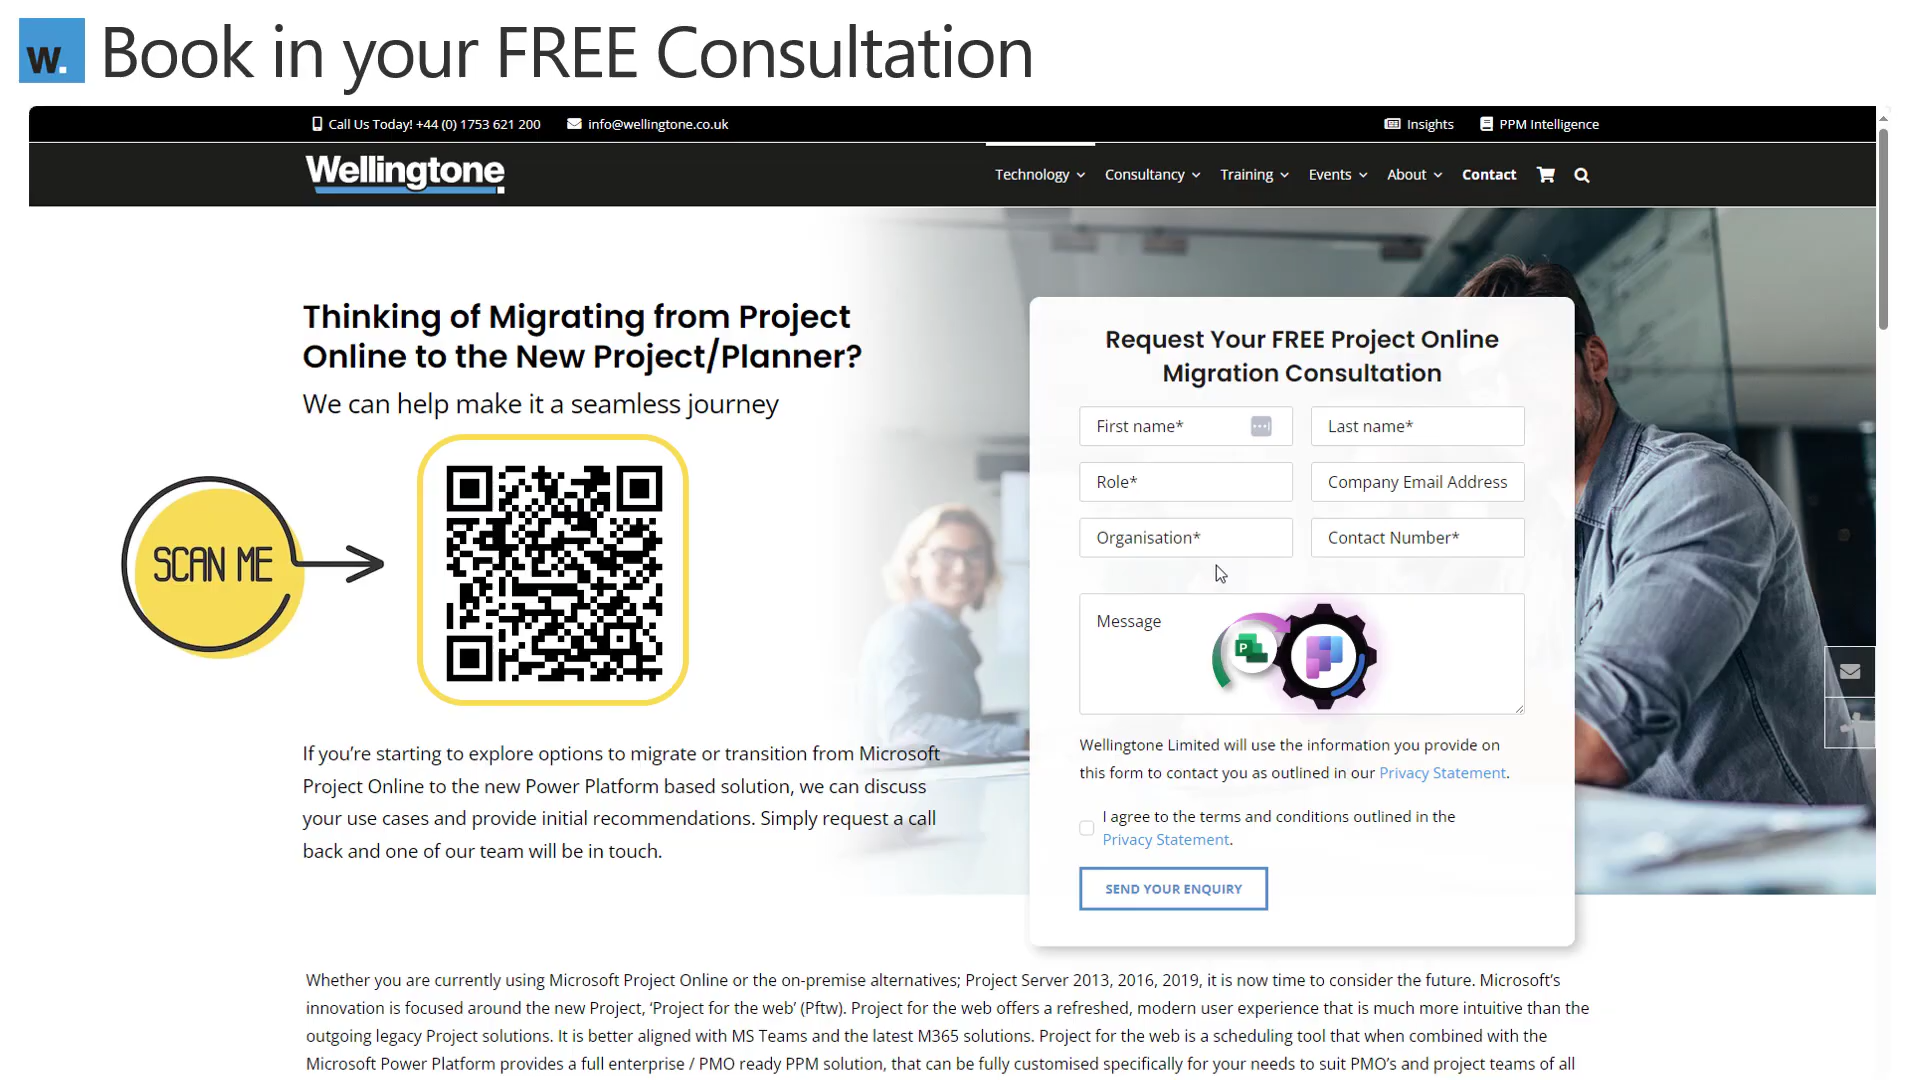 w. Book in your FREE Consultation
Call Us Today! +44 (0) 1753 621 200 info@wellingtone.co.uk Insights PPM Intelligence
Wellingtone. Technology Consultancy Training Events About Contact
Thinking of Migrating from Project
Online to the New Project/Planner?
We can help make it a seamless journey
SCAN ME
If you’re starting to explore options to migrate or transition from Microsoft
Project Online to the new Power Platform based solution, we can discuss
your use cases and provide initial recommendations. Simply request a call
back and one of our team will be in touch.
Request Your FREE Project Online
Migration Consultation
First name* Last name*
Role* Company Email Address
Organisation* Contact Number*
Message
P
Wellingtone Limited will use the information you provide on
this form to contact you as outlined in our Privacy Statement.
I agree to the terms and conditions outlined in the
Privacy Statement.
SEND YOUR ENQUIRY
Whether you are currently using Microsoft Project Online or the on-premise alternatives; Project Server 2013, 2016, 2019, it is now time to consider the future. Microsoft’s
innovation is focused around the new Project, ‘Project for the web’ (Pftw). Project for the web offers a refreshed, modern user experience that is much more intuitive than the
outgoing legacy Project solutions. It is better aligned with MS Teams and the latest M365 solutions. Project for the web is a scheduling tool that when combined with the
Microsoft Power Platform provides a full enterprise / PMO ready PPM solution, that can be fully customised specifically for your needs to suit PMO’s and project teams of all